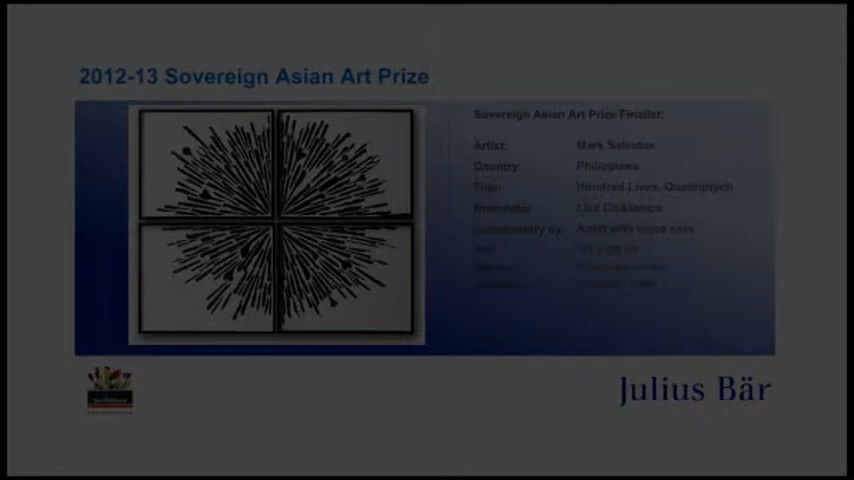 2012-13 Sovereign Asian Art Prize
Sovereign Asian Art Prize Finalist:
Artist: Mark Salvatus
Country: Philippines
Title: Hundred Lives, Quadriptych
Nominator: Lisa Chikiamco
Commentary by: Artist with voice over
Julius Bär